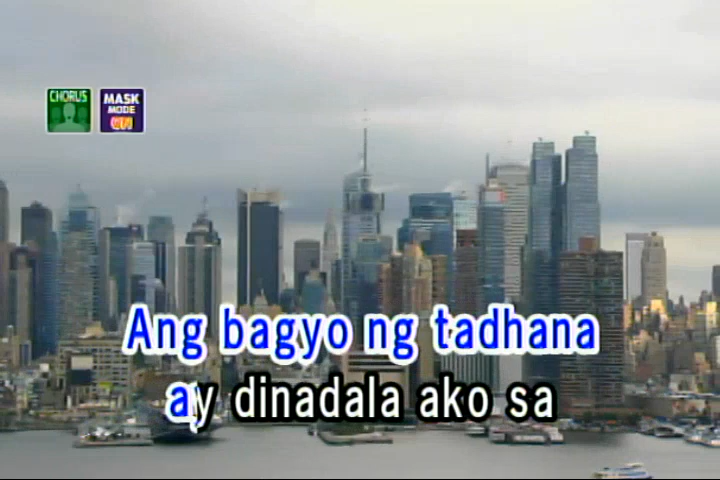 CHORUS
MASK
MODE
ON
Ang bagyo ng tadhana
ay dinadala ako sa